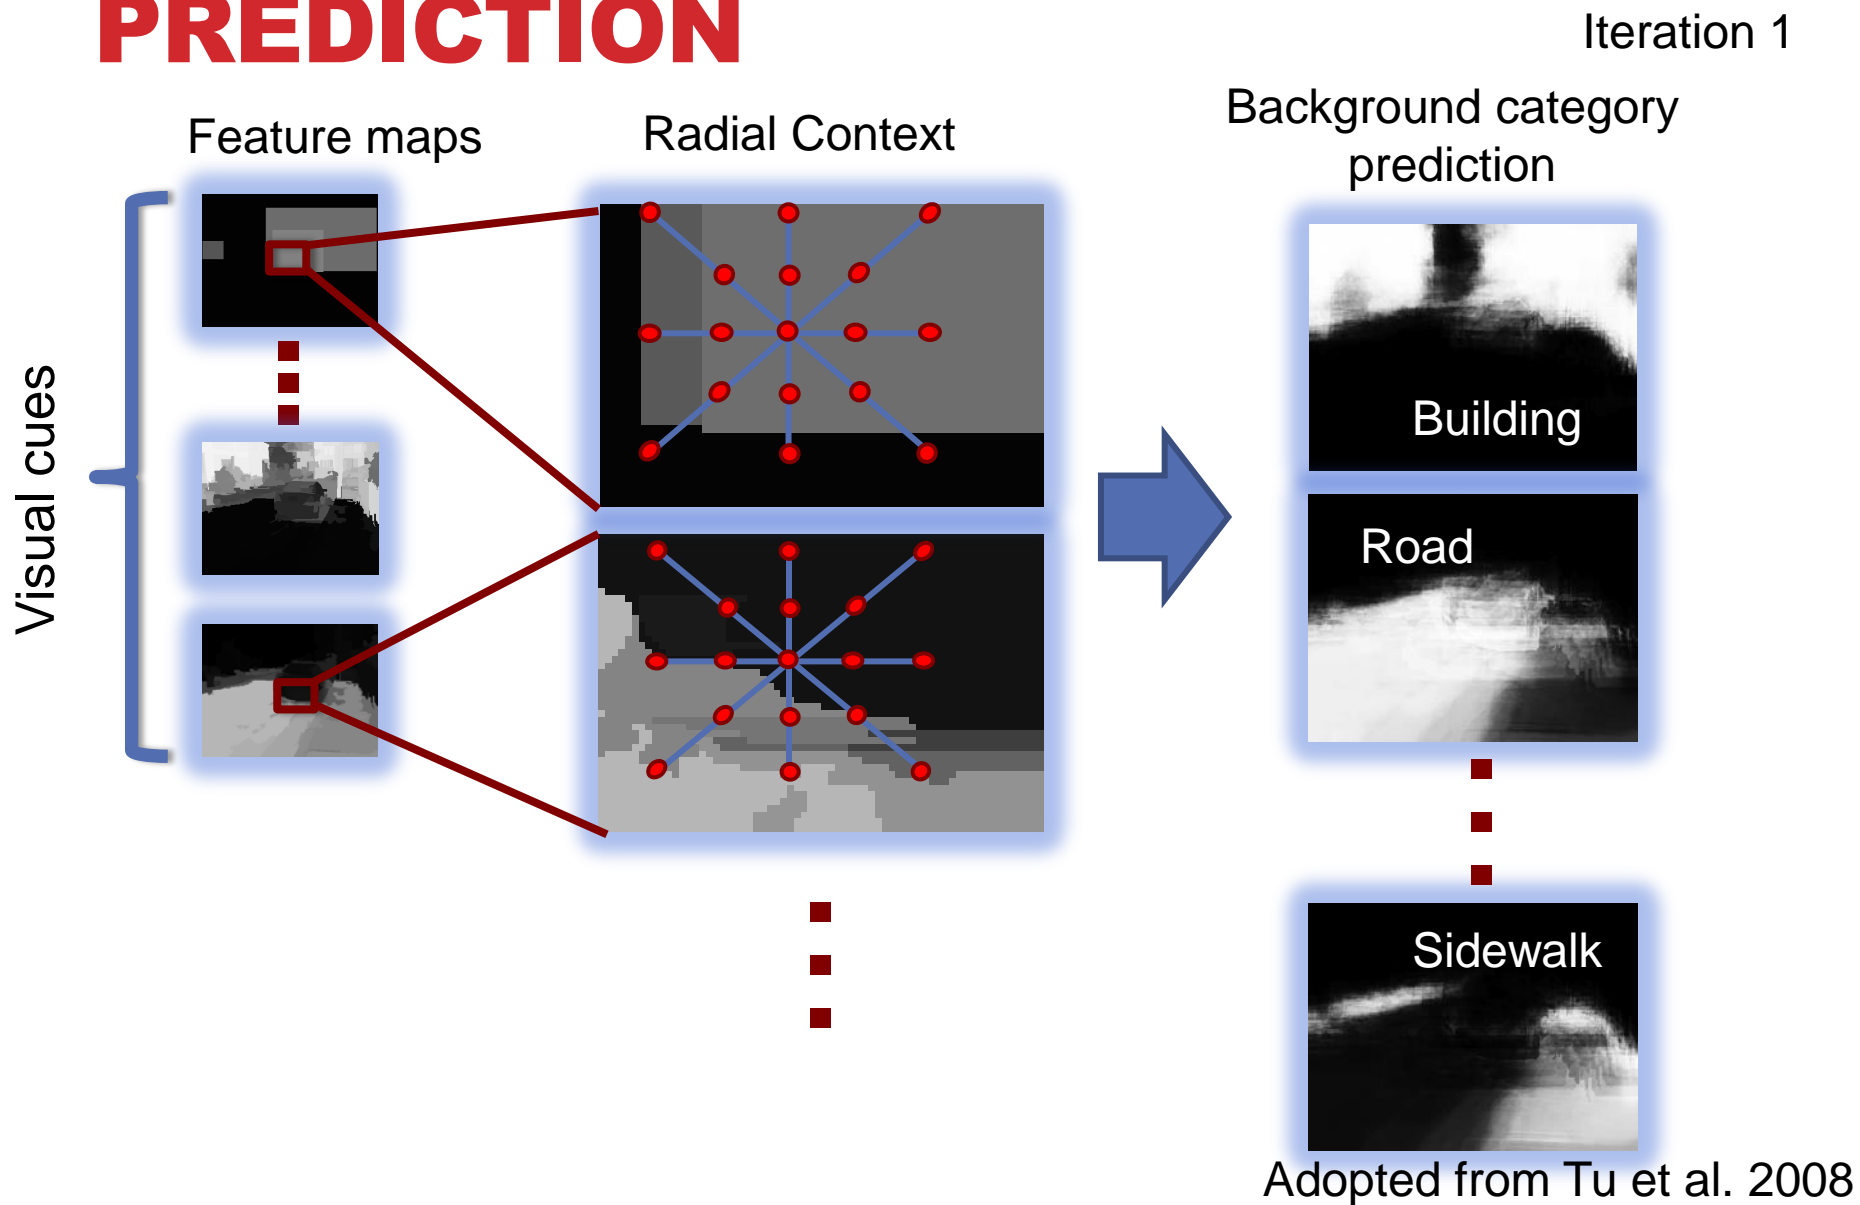 PREDICTION
Iteration 1
Feature maps
Radial Context
Background category
prediction
Visual cues
Building
Road
Sidewalk
Adopted from Tu et al. 2008